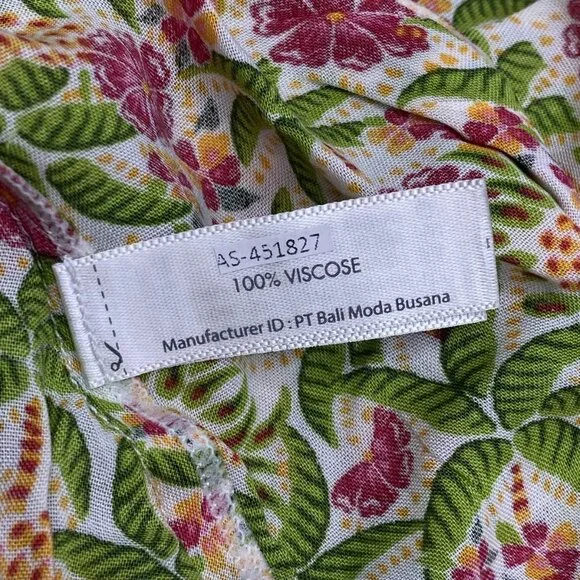 AS-451827
100% VISCOSE
Manufacturer ID : PT Bali Moda Busana